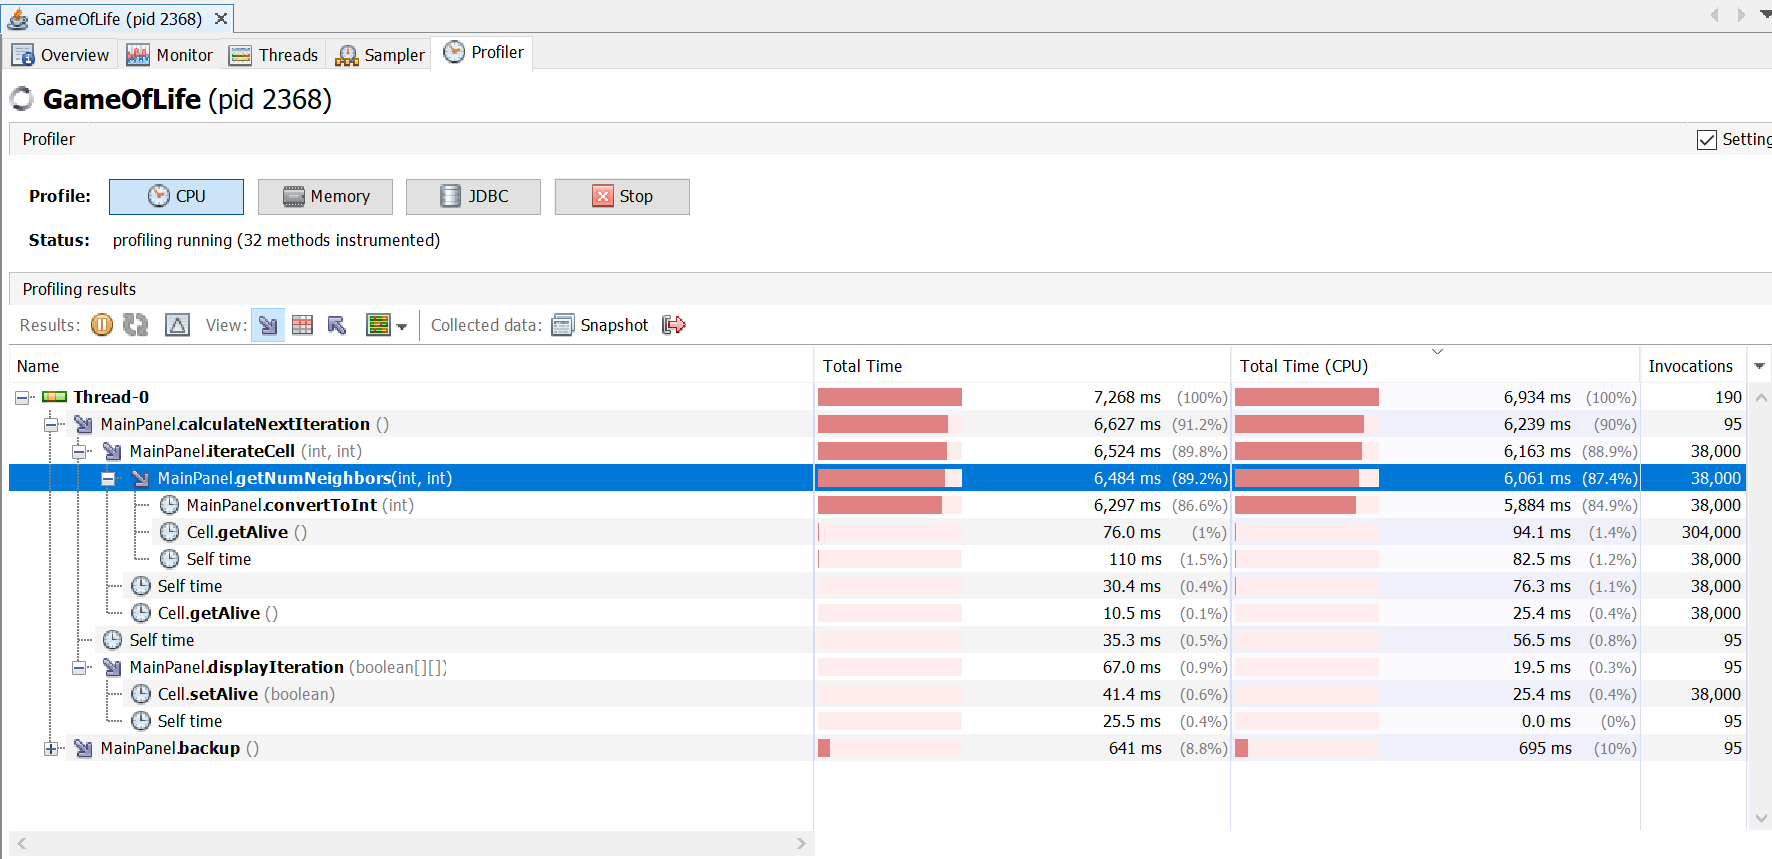 GameOfLife (pid 2368)
Overview Monitor Threads Sampler Profiler
GameOfLife (pid 2368)
Profiler Setting
Profile: CPU Memory JDBC Stop
Status: profiling running (32 methods instrumented)
Profiling results
Results: View: Collected data: Snapshot
Name Total Time Total Time (CPU) Invocations
Thread-0 7,268 ms (100%) 6,934 ms (100%) 190
MainPanel.calculateNextIteration () 6,627 ms (91.2%) 6,239 ms (90%) 95
MainPanel.iterateCell (int, int) 6,524 ms (89.8%) 6,163 ms (88.9%) 38,000
MainPanel.getNumNeighbors(int, int) 6,484 ms (89.2%) 6,061 ms (87.4%) 38,000
MainPanel.convertToInt (int) 6,297 ms (86.6%) 5,884 ms (84.9%) 38,000
Cell.getAlive () 76.0 ms (1%) 94.1 ms (1.4%) 304,000
Self time 110 ms (1.5%) 82.5 ms (1.2%) 38,000
Self time 30.4 ms (0.4%) 76.3 ms (1.1%) 38,000
Cell.getAlive () 10.5 ms (0.1%) 25.4 ms (0.4%) 38,000
Self time 35.3 ms (0.5%) 56.5 ms (0.8%) 95
MainPanel.displayIteration (boolean[][]) 67.0 ms (0.9%) 19.5 ms (0.3%) 95
Cell.setAlive (boolean) 41.4 ms (0.6%) 25.4 ms (0.4%) 38,000
Self time 25.5 ms (0.4%) 0.0 ms (0%) 95
MainPanel.backup () 641 ms (8.8%) 695 ms (10%) 95